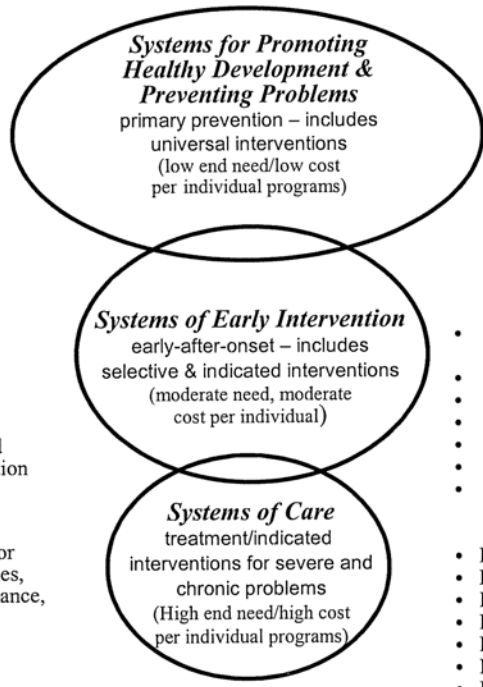 Systems for Promoting
Healthy Development &
Preventing Problems
primary prevention – includes
universal interventions
(low end need/low cost
per individual programs)
Systems of Early Intervention
early-after-onset – includes
selective & indicated interventions
(moderate need, moderate
cost per individual)
Systems of Care
treatment/indicated
interventions for severe and
chronic problems
(High end need/high cost
per individual programs)